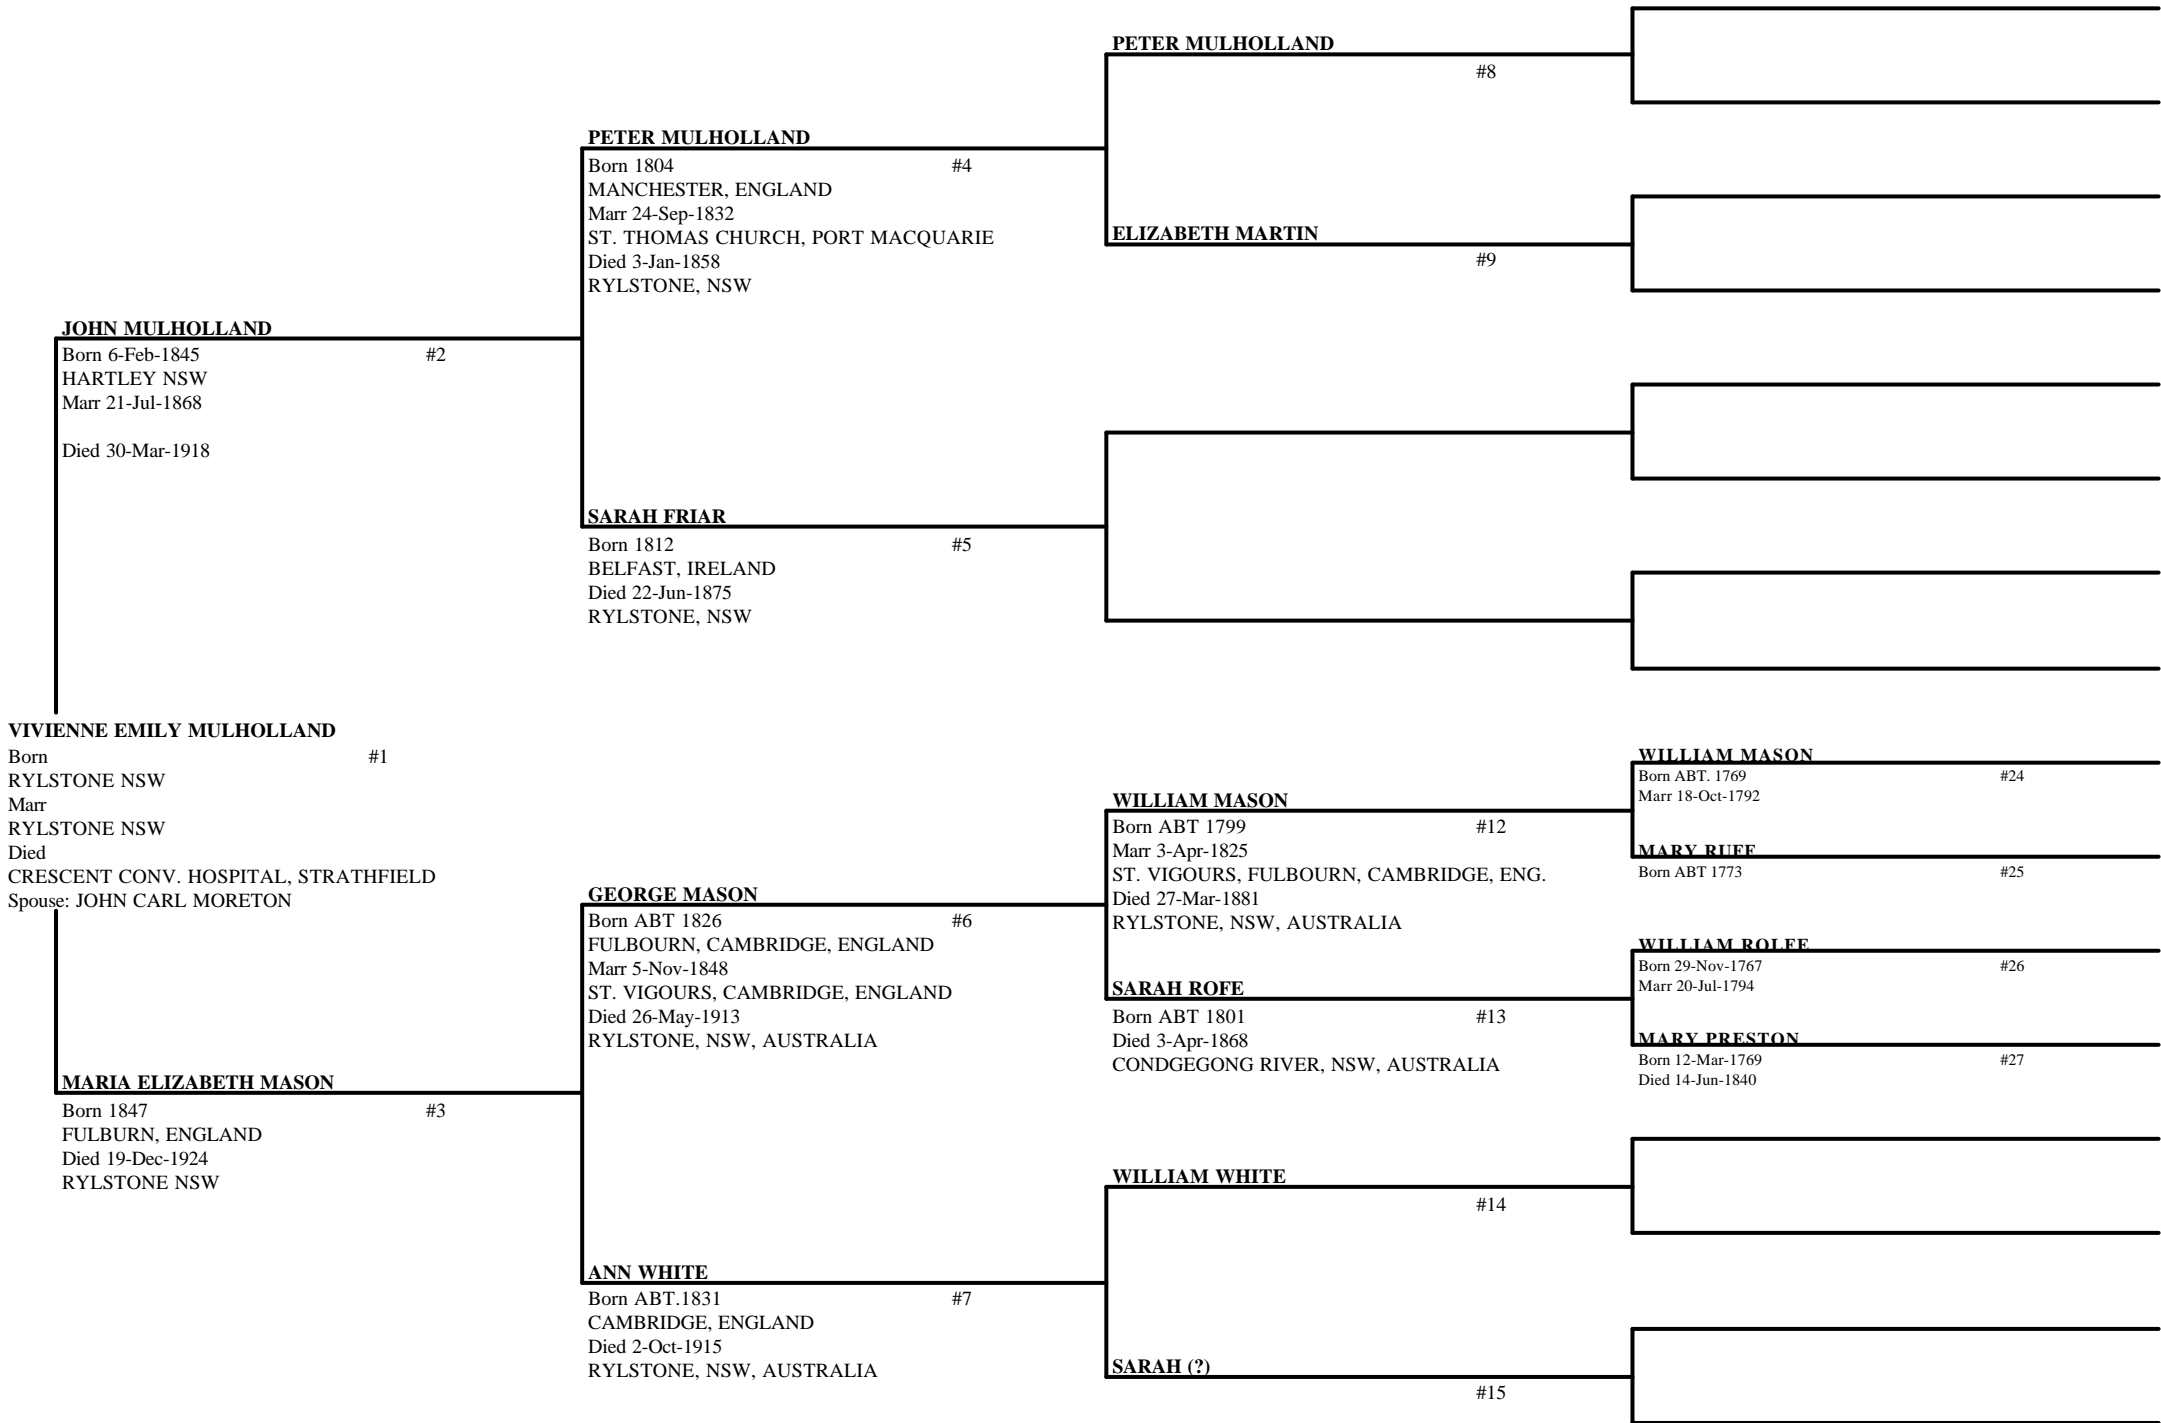 PETER MULHOLLAND
#8
PETER MULHOLLAND
Born 1804 #4
MANCHESTER, ENGLAND
Marr 24-Sep-1832
ST. THOMAS CHURCH, PORT MACQUARIE
Died 3-Jan-1858
RYLSTONE, NSW
ELIZABETH MARTIN
#9
JOHN MULHOLLAND
Born 6-Feb-1845 #2
HARTLEY NSW
Marr 21-Jul-1868
Died 30-Mar-1918
SARAH FRIAR
Born 1812 #5
BELFAST, IRELAND
Died 22-Jun-1875
RYLSTONE, NSW
VIVIENNE EMILY MULHOLLAND
Born #1
RYLSTONE NSW
Marr
RYLSTONE NSW
Died
CRESCENT CONV. HOSPITAL, STRATHFIELD
Spouse: JOHN CARL MORETON
WILLIAM MASON
Born ABT. 1769 #24
Marr 18-Oct-1792
WILLIAM MASON
Born ABT 1799 #12
Marr 3-Apr-1825
ST. VIGOURS, FULBOURN, CAMBRIDGE, ENG.
Died 27-Mar-1881
RYLSTONE, NSW, AUSTRALIA
MARY RUFF
Born ABT 1773 #25
GEORGE MASON
Born ABT 1826 #6
FULBOURN, CAMBRIDGE, ENGLAND
Marr 5-Nov-1848
ST. VIGOURS, CAMBRIDGE, ENGLAND
Died 26-May-1913
RYLSTONE, NSW, AUSTRALIA
WILLIAM ROLFE
Born 29-Nov-1767 #26
Marr 20-Jul-1794
SARAH ROFE
Born ABT 1801 #13
Died 3-Apr-1868
CONDGEGONG RIVER, NSW, AUSTRALIA
MARY PRESTON
Born 12-Mar-1769 #27
Died 14-Jun-1840
MARIA ELIZABETH MASON
Born 1847 #3
FULBURN, ENGLAND
Died 19-Dec-1924
RYLSTONE NSW
WILLIAM WHITE
#14
ANN WHITE
Born ABT.1831 #7
CAMBRIDGE, ENGLAND
Died 2-Oct-1915
RYLSTONE, NSW, AUSTRALIA
SARAH (?)
#15